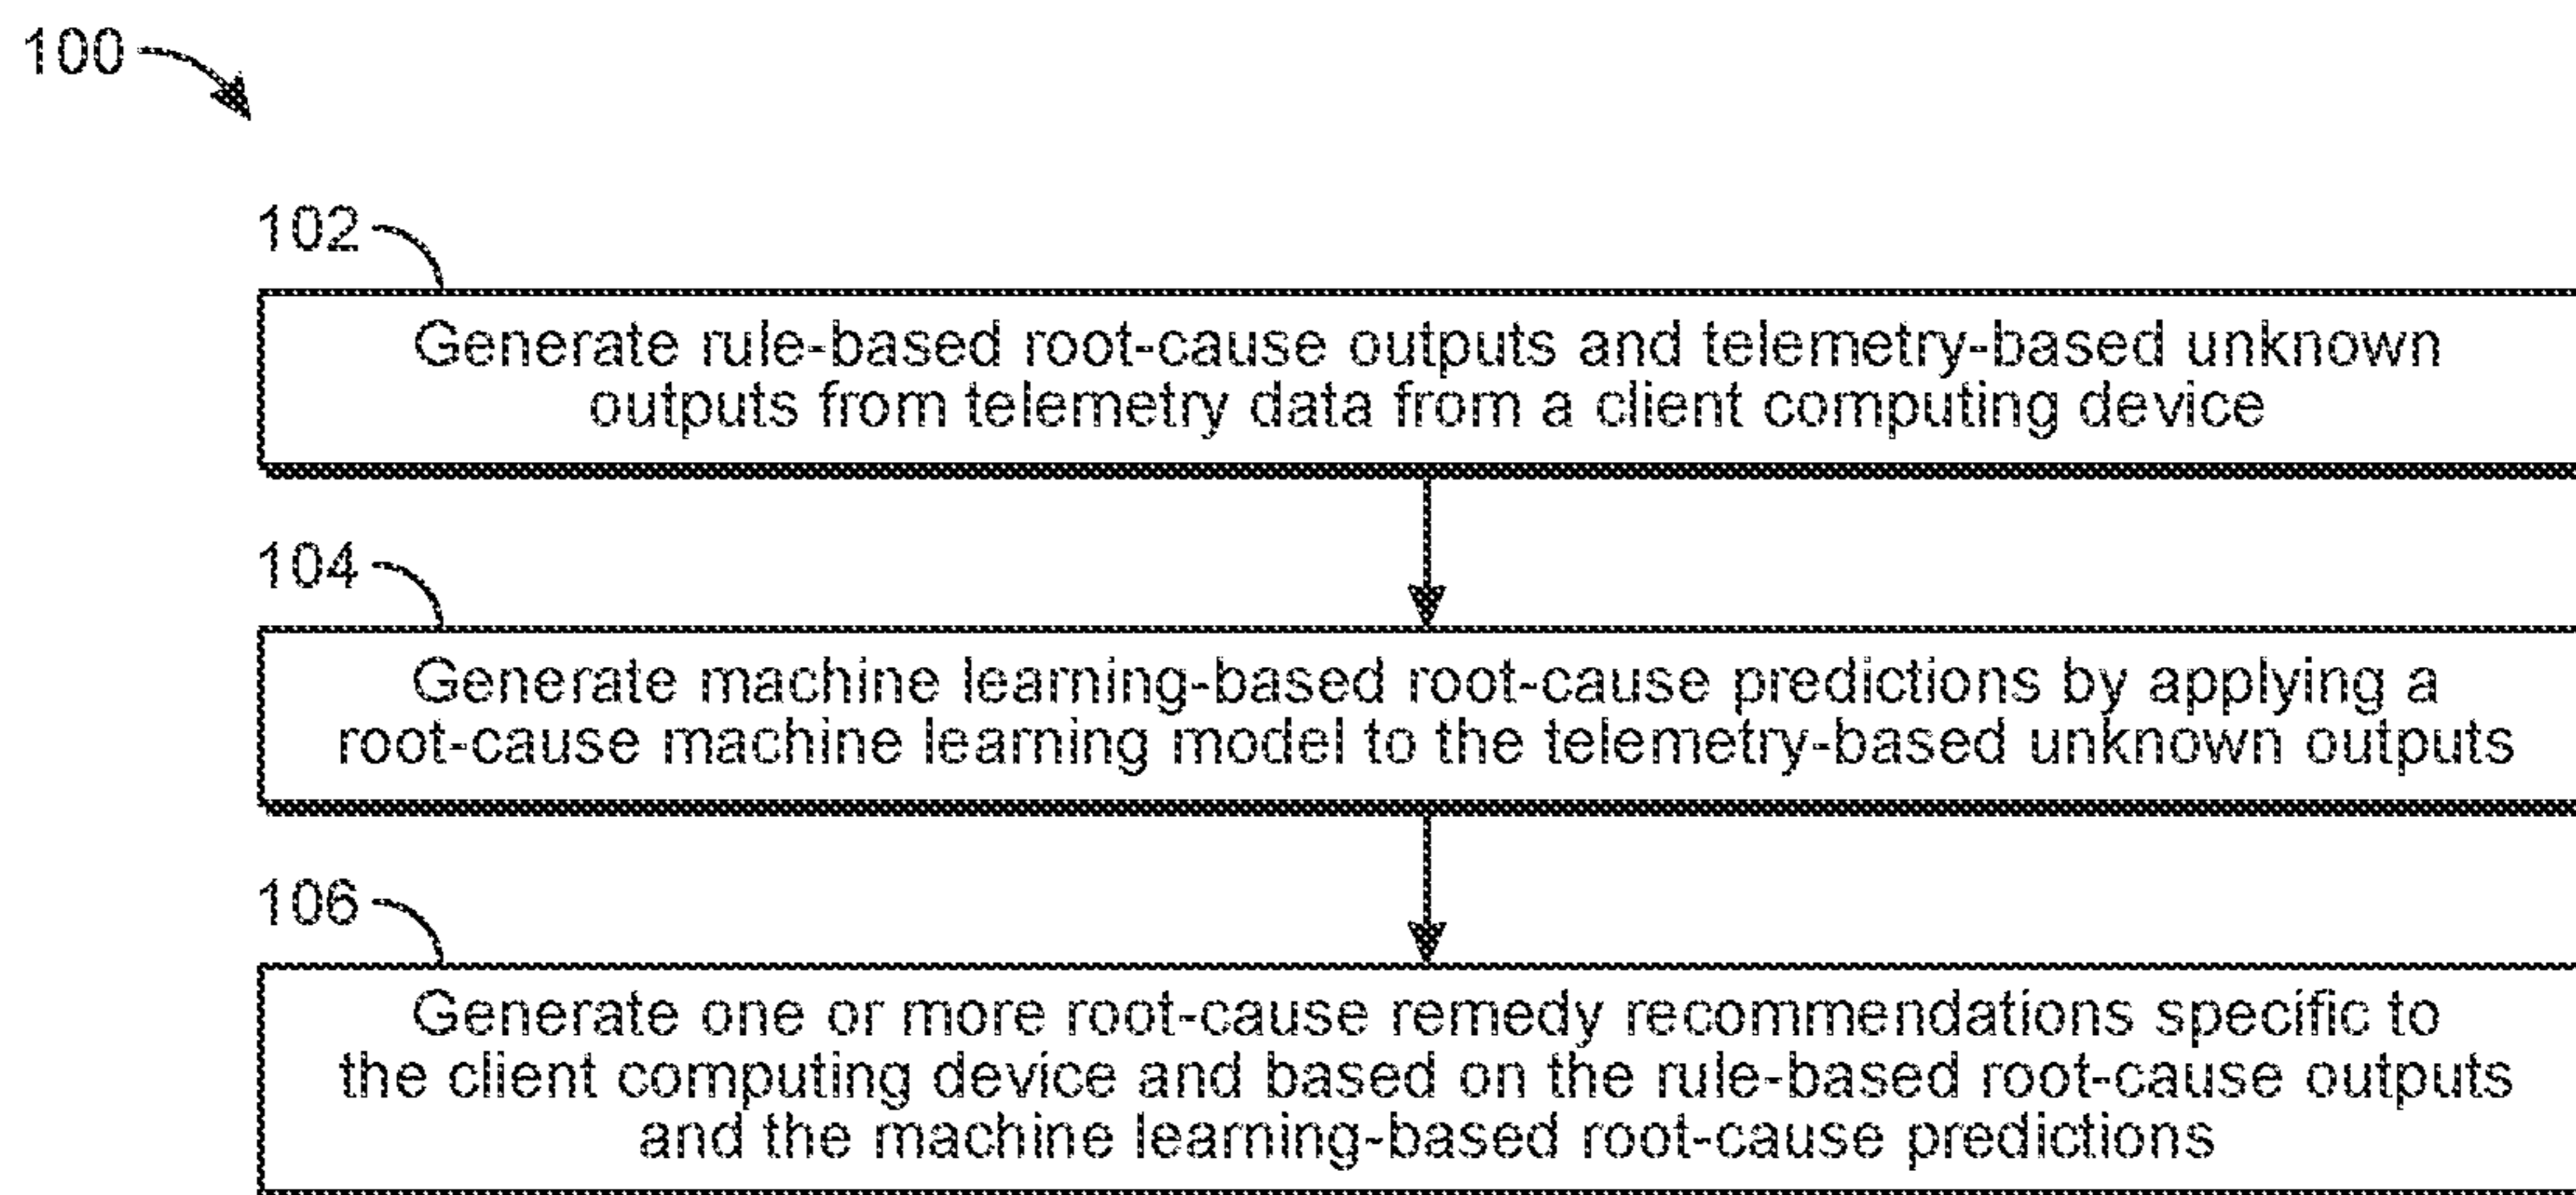 100
102
Generate rule-based root-cause outputs and telemetry-based unknown
outputs from telemetry data from a client computing device
104
Generate machine learning-based root-cause predictions by applying a
root-cause machine learning model to the telemetry-based unknown outputs
106
Generate one or more root-cause remedy recommendations specific to
the client computing device and based on the rule-based root-cause outputs
and the machine learning-based root-cause predictions